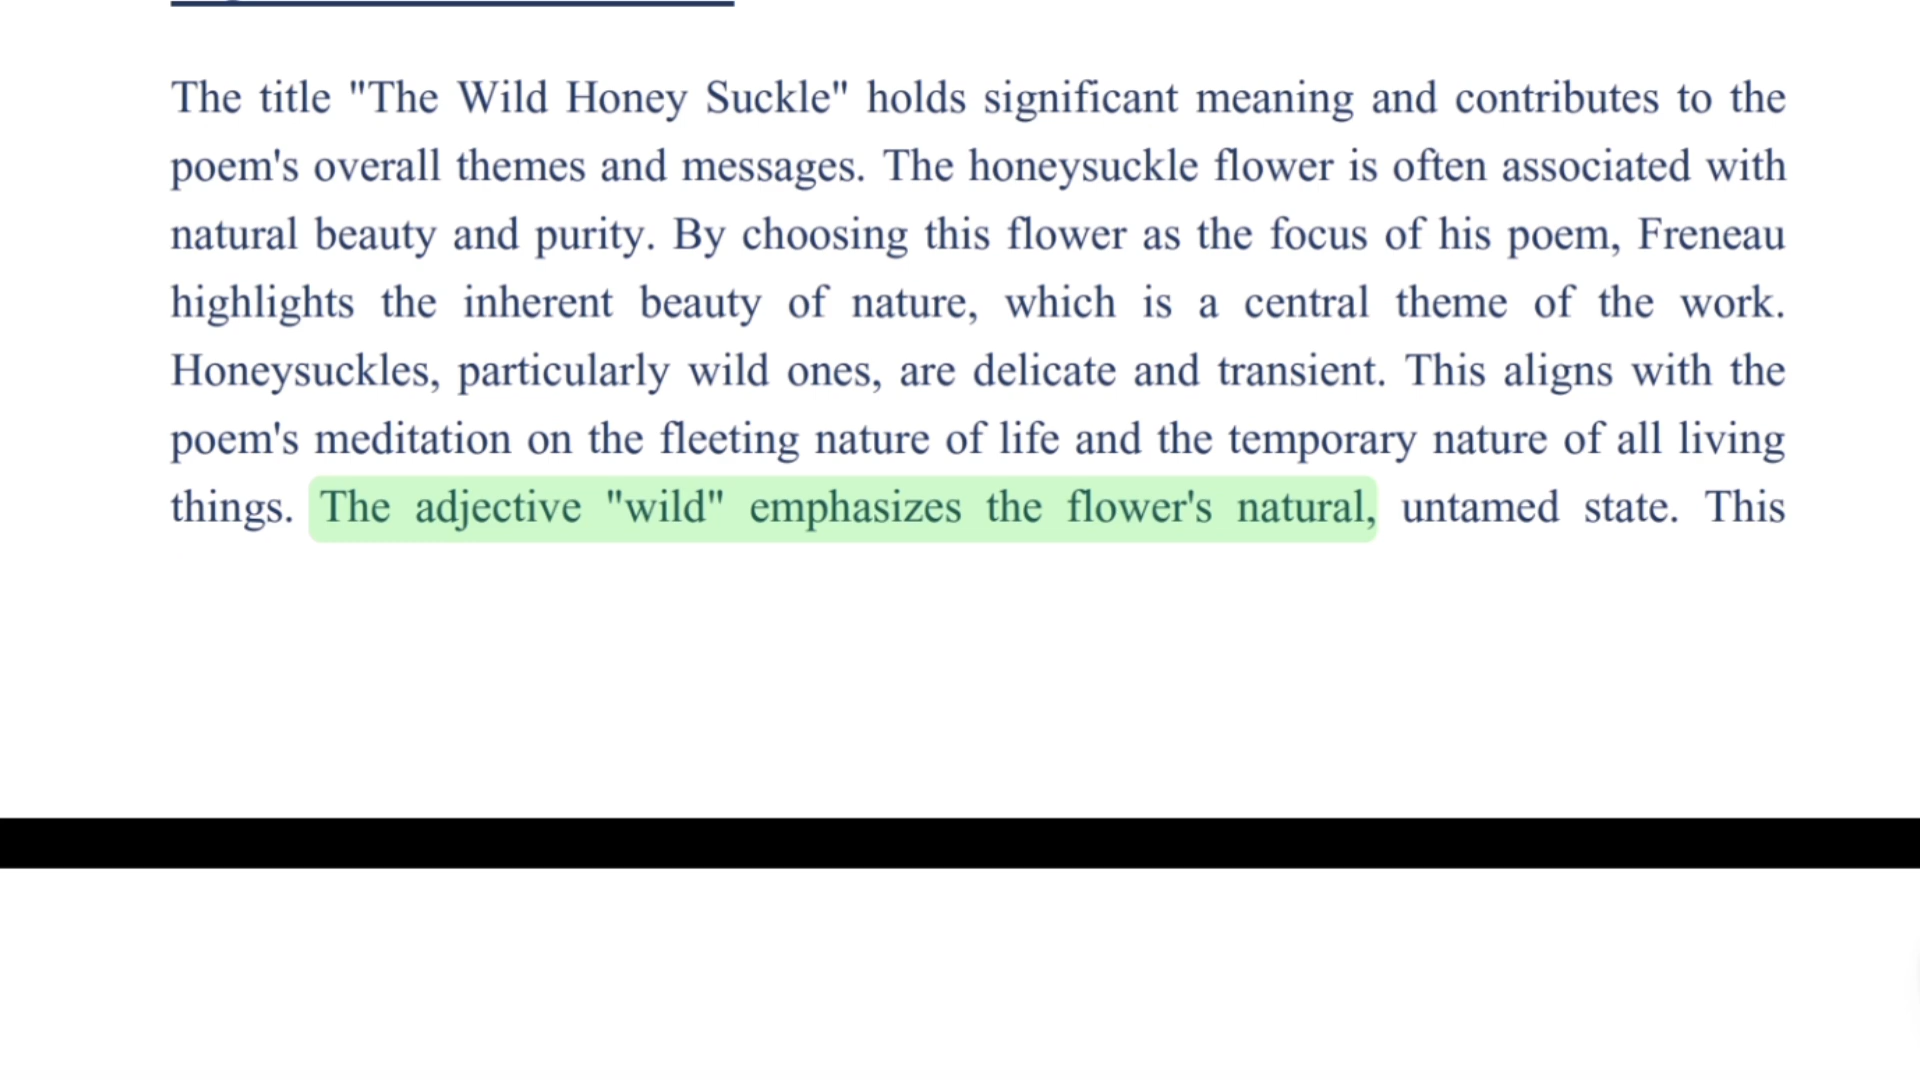 The title "The Wild Honey Suckle" holds significant meaning and contributes to the
poem's overall themes and messages. The honeysuckle flower is often associated with
natural beauty and purity. By choosing this flower as the focus of his poem, Freneau
highlights the inherent beauty of nature, which is a central theme of the work.
Honeysuckles, particularly wild ones, are delicate and transient. This aligns with the
poem's meditation on the fleeting nature of life and the temporary nature of all living
things. The adjective "wild" emphasizes the flower's natural, untamed state. This